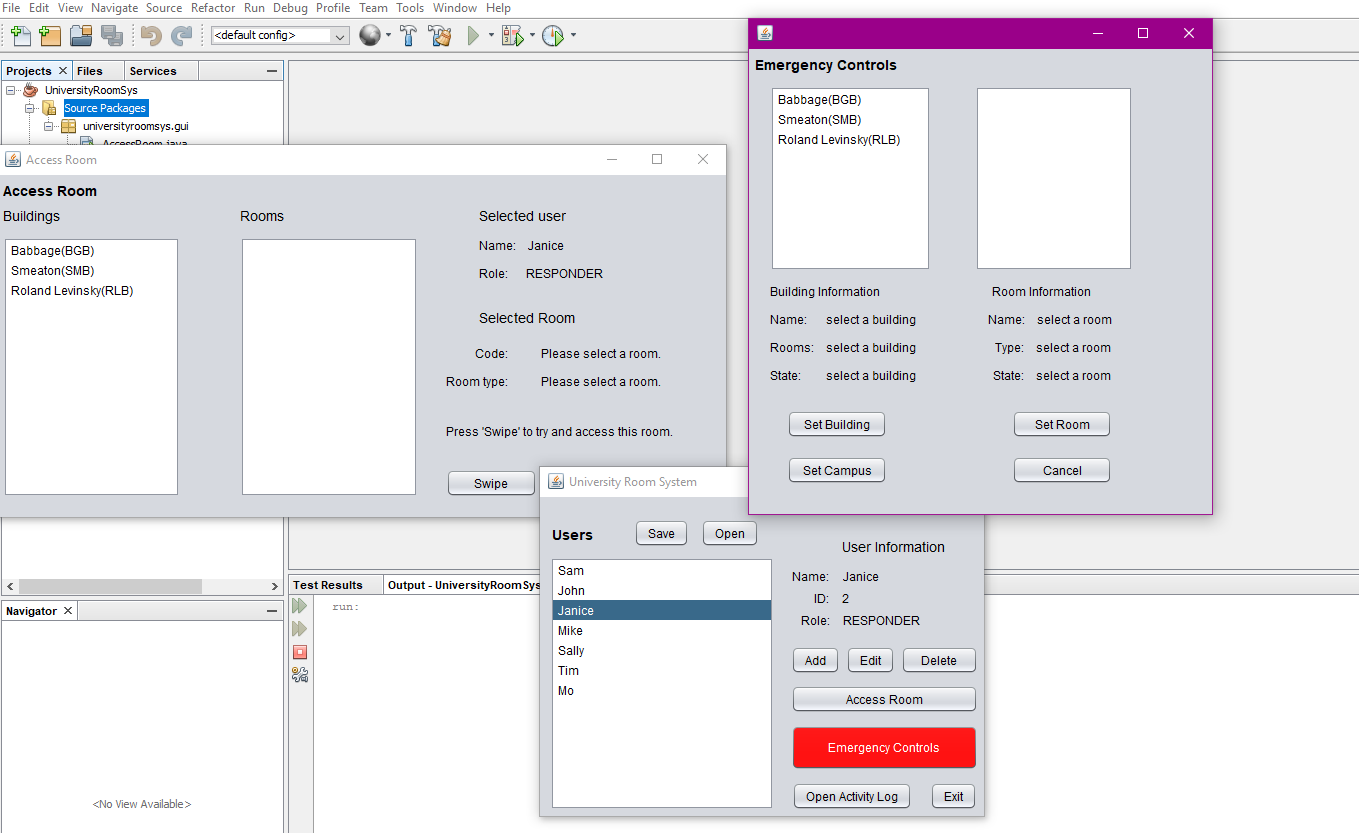 File Edit View Navigate Source Refactor Run Debug Profile Team Tools Window Help
<default config>
Projects Files Services
UniversityRoomSys
Source Packages
universityroomsys.gui
AccessRoom.java
Access Room
Access Room
Buildings
Babbage(BGB)
Smeaton(SMB)
Roland Levinsky(RLB)
Rooms
Selected user
Name: Janice
Role: RESPONDER
Selected Room
Code: Please select a room.
Room type: Please select a room.
Press 'Swipe' to try and access this room.
Swipe
Emergency Controls
Babbage(BGB)
Smeaton(SMB)
Roland Levinsky(RLB)
Building Information
Name: select a building
Rooms: select a building
State: select a building
Room Information
Name: select a room
Type: select a room
State: select a room
Set Building
Set Room
Set Campus
Cancel
University Room System
Users
Save
Open
Sam
John
Janice
Mike
Sally
Tim
Mo
User Information
Name: Janice
ID: 2
Role: RESPONDER
Add
Edit
Delete
Access Room
Emergency Controls
Open Activity Log
Exit
Test Results
Output - UniversityRoomSys
run:
Navigator
<No View Available>